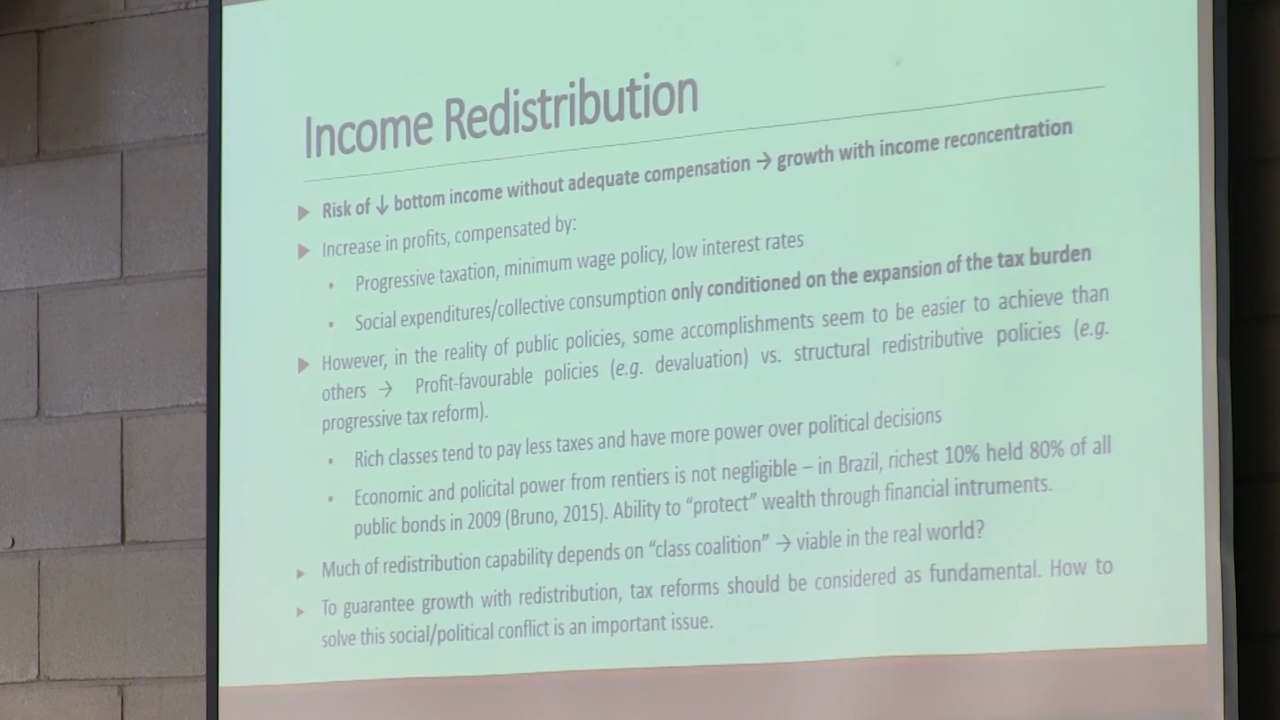 Income Redistribution
Risk of ↓ bottom income without adequate compensation → growth with income reconcentration
Increase in profits, compensated by:
• Progressive taxation, minimum wage policy, low interest rates
• Social expenditures/collective consumption only conditioned on the expansion of the tax burden
However, in the reality of public policies, some accomplishments seem to be easier to achieve than
others → Profit-favourable policies (e.g. devaluation) vs. structural redistributive policies (e.g.
progressive tax reform).
• Rich classes tend to pay less taxes and have more power over political decisions
• Economic and policital power from rentiers is not negligible – in Brazil, richest 10% held 80% of all
public bonds in 2009 (Bruno, 2015). Ability to “protect” wealth through financial intruments.
Much of redistribution capability depends on “class coalition” → viable in the real world?
To guarantee growth with redistribution, tax reforms should be considered as fundamental. How to
solve this social/political conflict is an important issue.